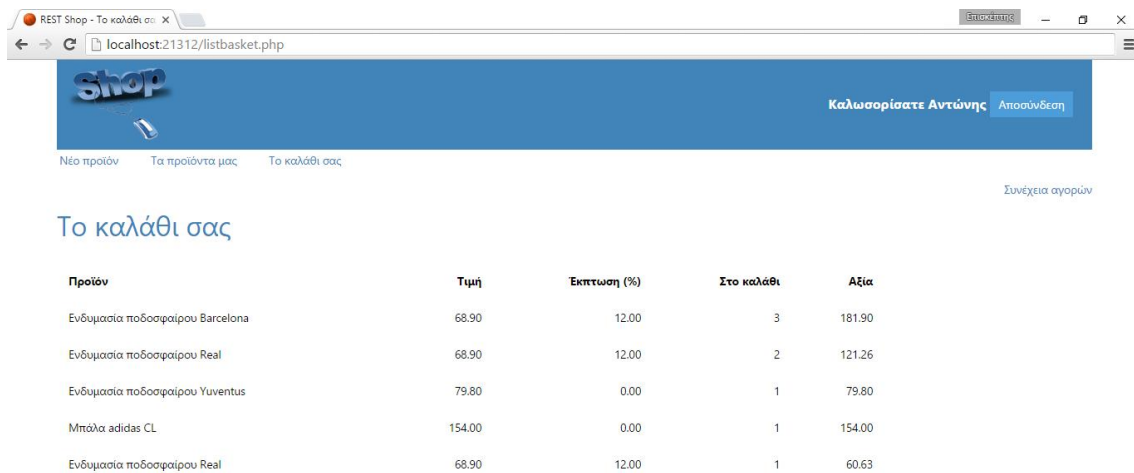 REST Shop - Το καλάθι σα
Επισκέπτης
localhost:21312/listbasket.php
Shop
Καλωσορίσατε Αντώνης Αποσύνδεση
Νέο προϊόν Τα προϊόντα μας Το καλάθι σας
Συνέχεια αγορών
Το καλάθι σας
Προϊόν Τιμή Έκπτωση (%) Στο καλάθι Αξία
Ενδυμασία ποδοσφαίρου Barcelona 68.90 12.00 3 181.90
Ενδυμασία ποδοσφαίρου Real 68.90 12.00 2 121.26
Ενδυμασία ποδοσφαίρου Yuventus 79.80 0.00 1 79.80
Μπάλα adidas CL 154.00 0.00 1 154.00
Ενδυμασία ποδοσφαίρου Real 68.90 12.00 1 60.63